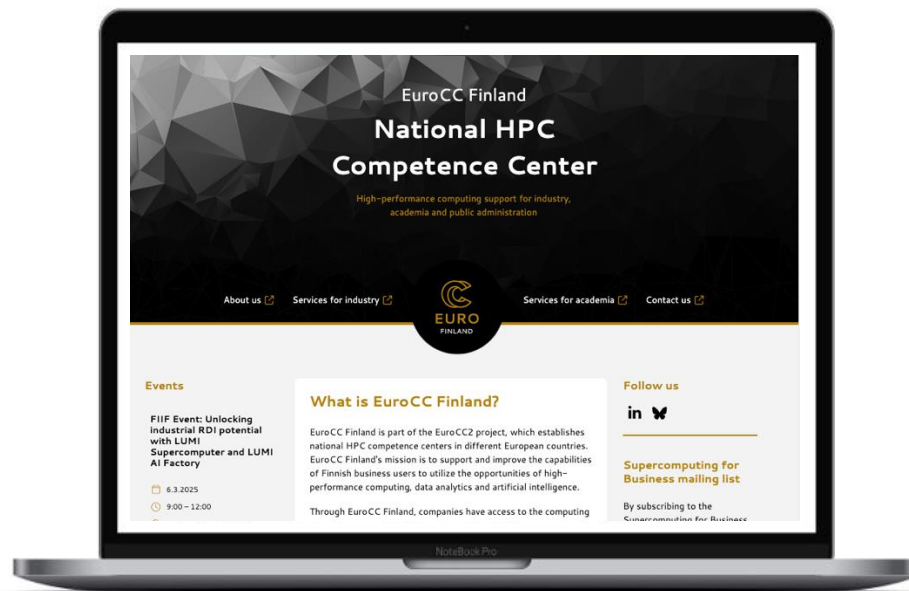 EuroCC Finland
National HPC
Competence Center
High-performance computing support for industry,
academia and public administration
About us
Services for industry
EURO
FINLAND
Services for academia
Contact us
Events
FIIF Event: Unlocking
industrial RDI potential
with LUMI
Supercomputer and LUMI
AI Factory
6.3.2025
9:00 – 12:00
What is EuroCC Finland?
EuroCC Finland is part of the EuroCC2 project, which establishes
national HPC competence centers in different European countries.
EuroCC Finland's mission is to support and improve the capabilities
of Finnish business users to utilize the opportunities of high-
performance computing, data analytics and artificial intelligence.
Through EuroCC Finland, companies have access to the computing
Follow us
in
Supercomputing for
Business mailing list
By subscribing to the
Supercomputing for Business
NoteBook Pro